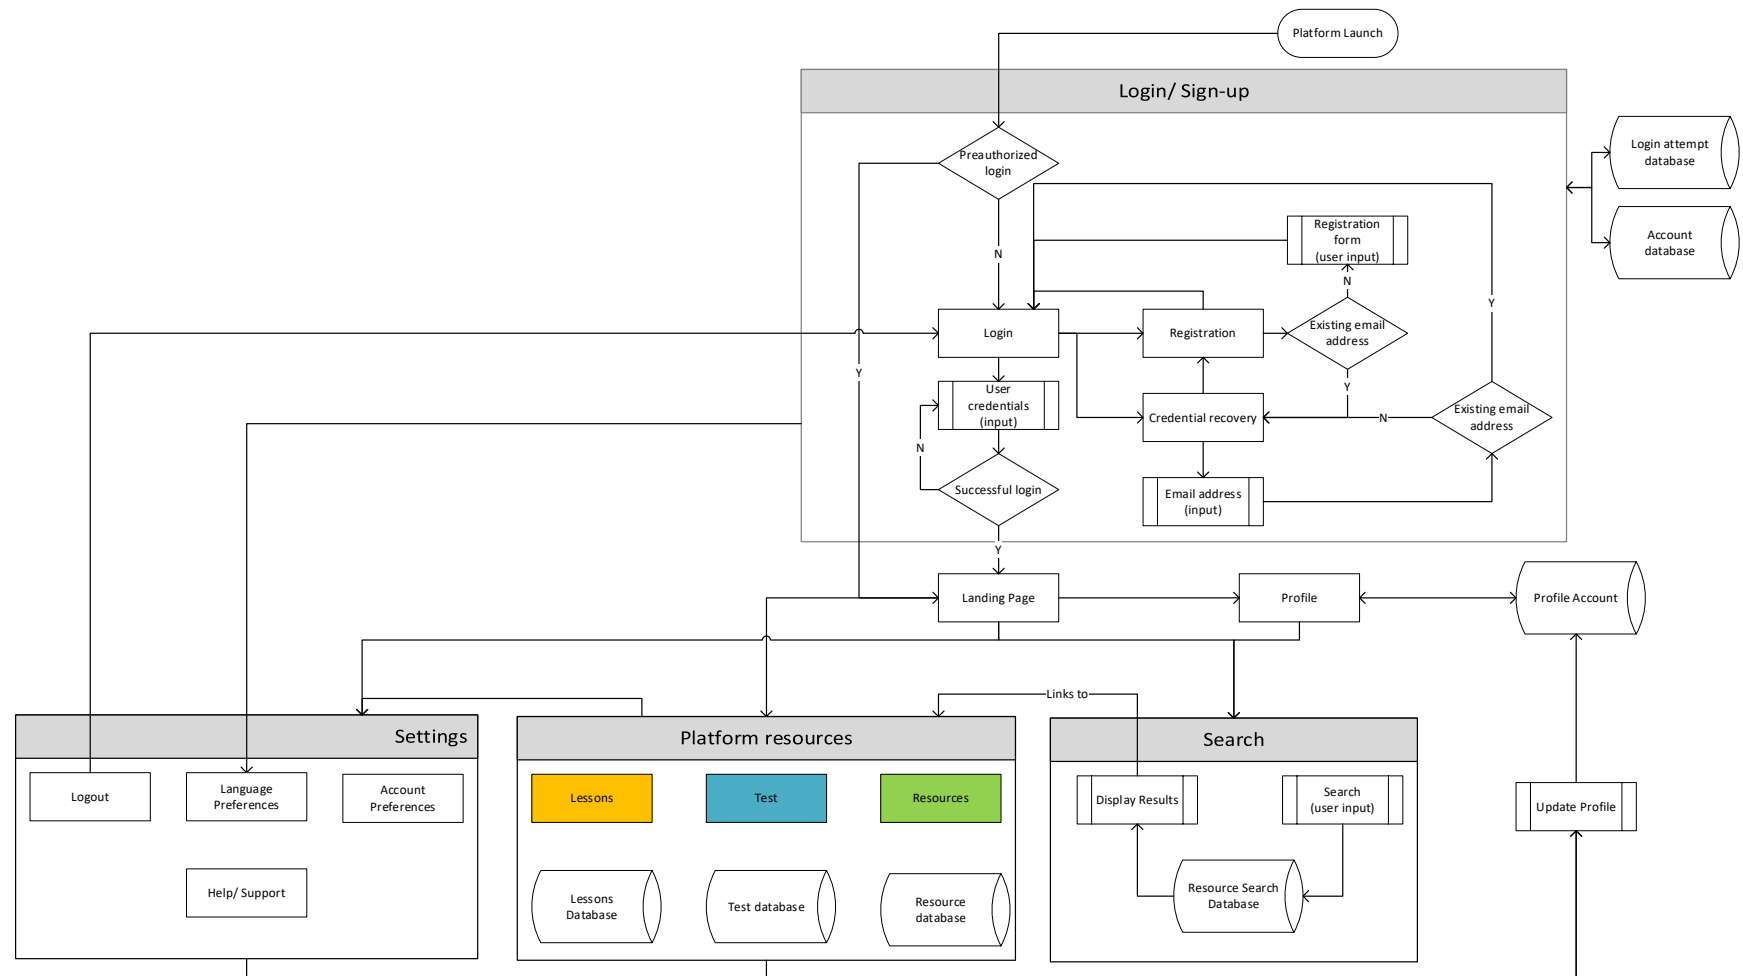 Platform Launch
Login/ Sign-up
Preauthorized
login
Login attempt
database
Account
database
Registration
form
(user input)
N
N
Y
Login
Registration
Existing email
address
Y
Y
User
credentials
(input)
Credential recovery
N
Existing email
address
N
Successful login
Email address
(input)
Y
Landing Page
Profile
Profile Account
Links to
Settings
Platform resources
Search
Logout
Language
Preferences
Account
Preferences
Lessons
Test
Resources
Display Results
Search
(user input)
Update Profile
Help/ Support
Lessons
Database
Test database
Resource
database
Resource Search
Database